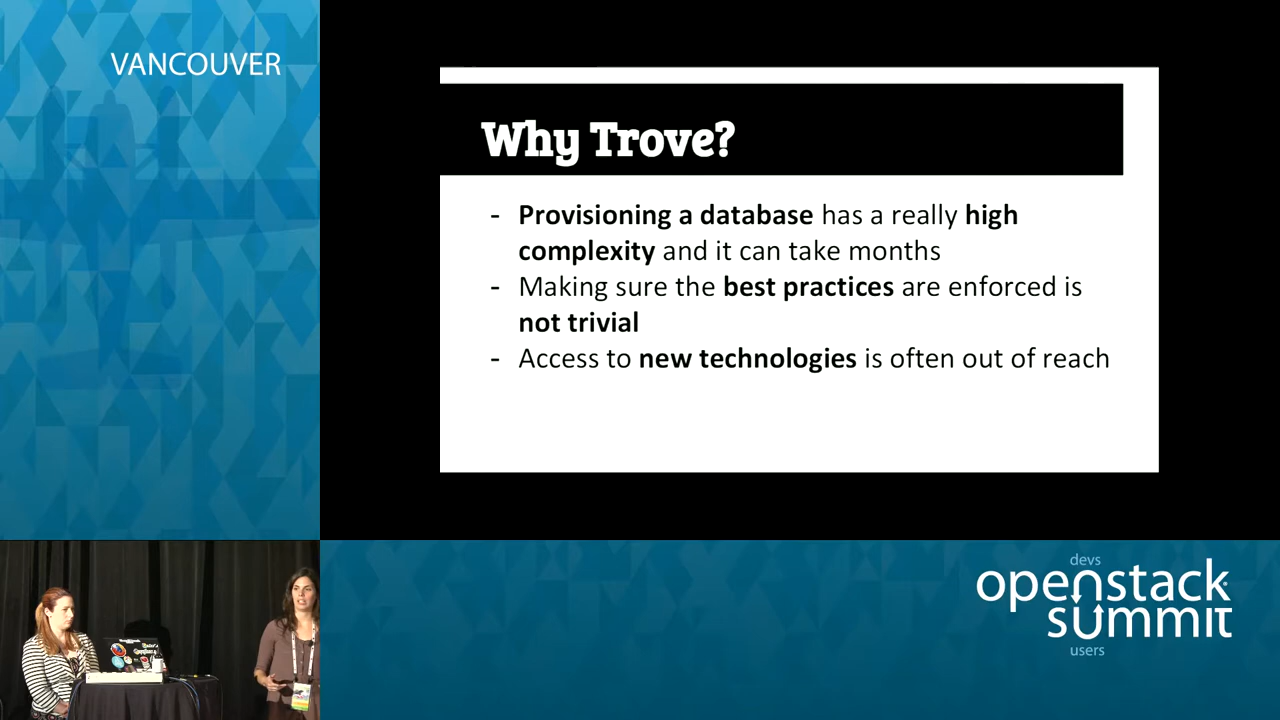 VANCOUVER
Why Trove?
- Provisioning a database has a really high
complexity and it can take months
- Making sure the best practices are enforced is
not trivial
- Access to new technologies is often out of reach
devs
openstack
summit
users